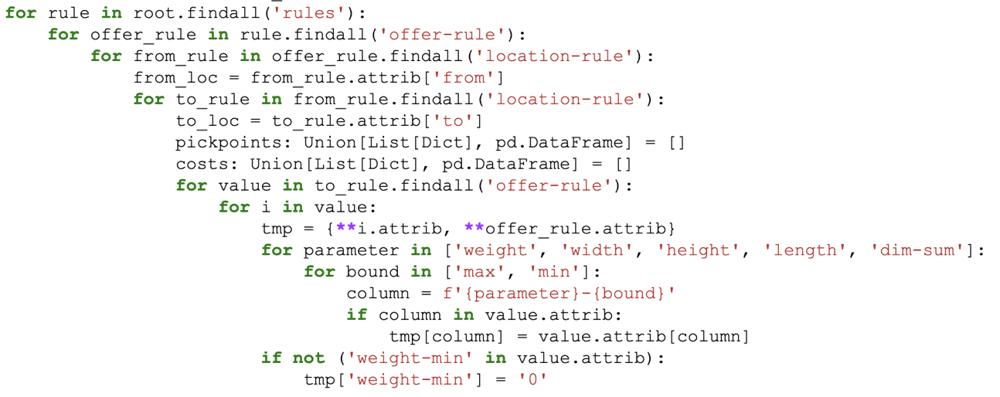 for rule in root.findall('rules'):
    for offer_rule in rule.findall('offer-rule'):
        for from_rule in offer_rule.findall('location-rule'):
            from_loc = from_rule.attrib['from']
            for to_rule in from_rule.findall('location-rule'):
                to_loc = to_rule.attrib['to']
                pickpoints: Union[List[Dict], pd.DataFrame] = []
                costs: Union[List[Dict], pd.DataFrame] = []
                for value in to_rule.findall('offer-rule'):
                    for i in value:
                        tmp = {**i.attrib, **offer_rule.attrib}
                        for parameter in ['weight', 'width', 'height', 'length', 'dim-sum']:
                            for bound in ['max', 'min']:
                                column = f'{parameter}-{bound}'
                                if column in value.attrib:
                                    tmp[column] = value.attrib[column]
                        if not ('weight-min' in value.attrib):
                            tmp['weight-min'] = '0'